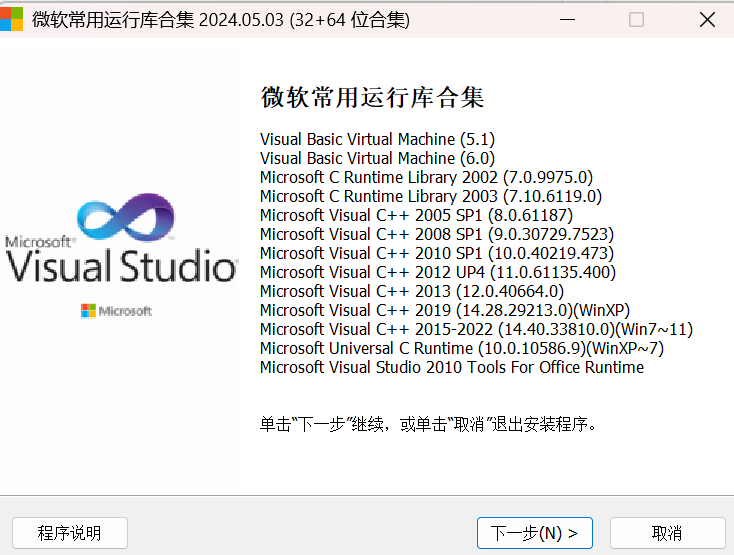 微软常用运行库合集 2024.05.03 (32+64 位合集)
微软常用运行库合集
Visual Basic Virtual Machine (5.1)
Visual Basic Virtual Machine (6.0)
Microsoft C Runtime Library 2002 (7.0.9975.0)
Microsoft C Runtime Library 2003 (7.10.6119.0)
Microsoft Visual C++ 2005 SP1 (8.0.61187)
Microsoft Visual C++ 2008 SP1 (9.0.30729.7523)
Microsoft Visual C++ 2010 SP1 (10.0.40219.473)
Microsoft Visual C++ 2012 UP4 (11.0.61135.400)
Microsoft Visual C++ 2013 (12.0.40664.0)
Microsoft Visual C++ 2019 (14.28.29213.0)(WinXP)
Microsoft Visual C++ 2015-2022 (14.40.33810.0)(Win7~11)
Microsoft Universal C Runtime (10.0.10586.9)(WinXP~7)
Microsoft Visual Studio 2010 Tools For Office Runtime
Microsoft®
Visual Studio®
Microsoft
单击“下一步”继续，或单击“取消”退出安装程序。
程序说明
下一步(N) >
取消